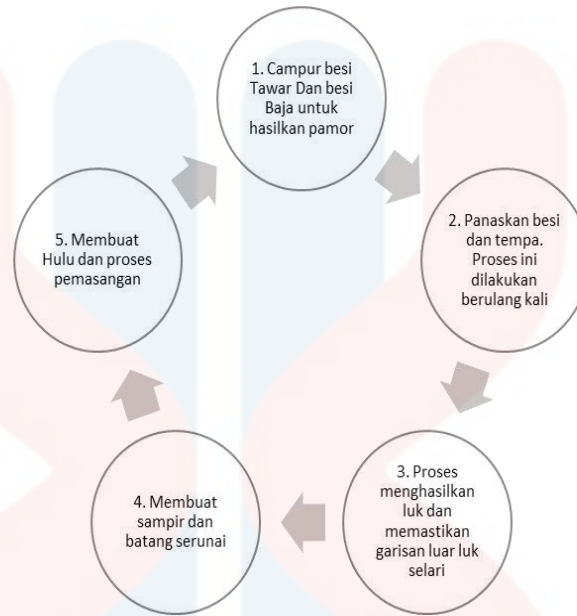 1. Campur besi
Tawar Dan besi
Baja untuk
hasilkan pamor
2. Panaskan besi
dan tempa.
Proses ini
dilakukan
berulang kali
3. Proses
menghasilkan
luk dan
memastikan
garisan luar luk
selari
4. Membuat
sampir dan
batang serunai
5. Membuat
Hulu dan proses
pemasangan